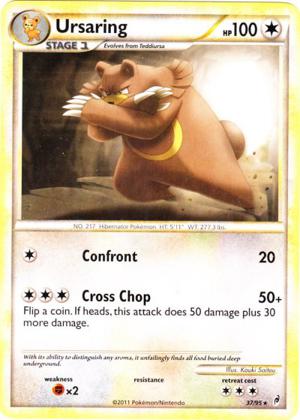 Ursaring
HP 100
STAGE 1
Evolves from Teddiursa
NO. 217 Hibernator Pokémon HT. 5'11" WT. 277.3 lbs.
Confront 20
Cross Chop 50+
Flip a coin. If heads, this attack does 50 damage plus 30
more damage.
With its ability to distinguish any aroma, it unfailingly finds all food buried deep
underground.
Illus. Kouki Saitou
weakness resistance retreat cost
×2
©2011 Pokémon/Nintendo
37/95 ★